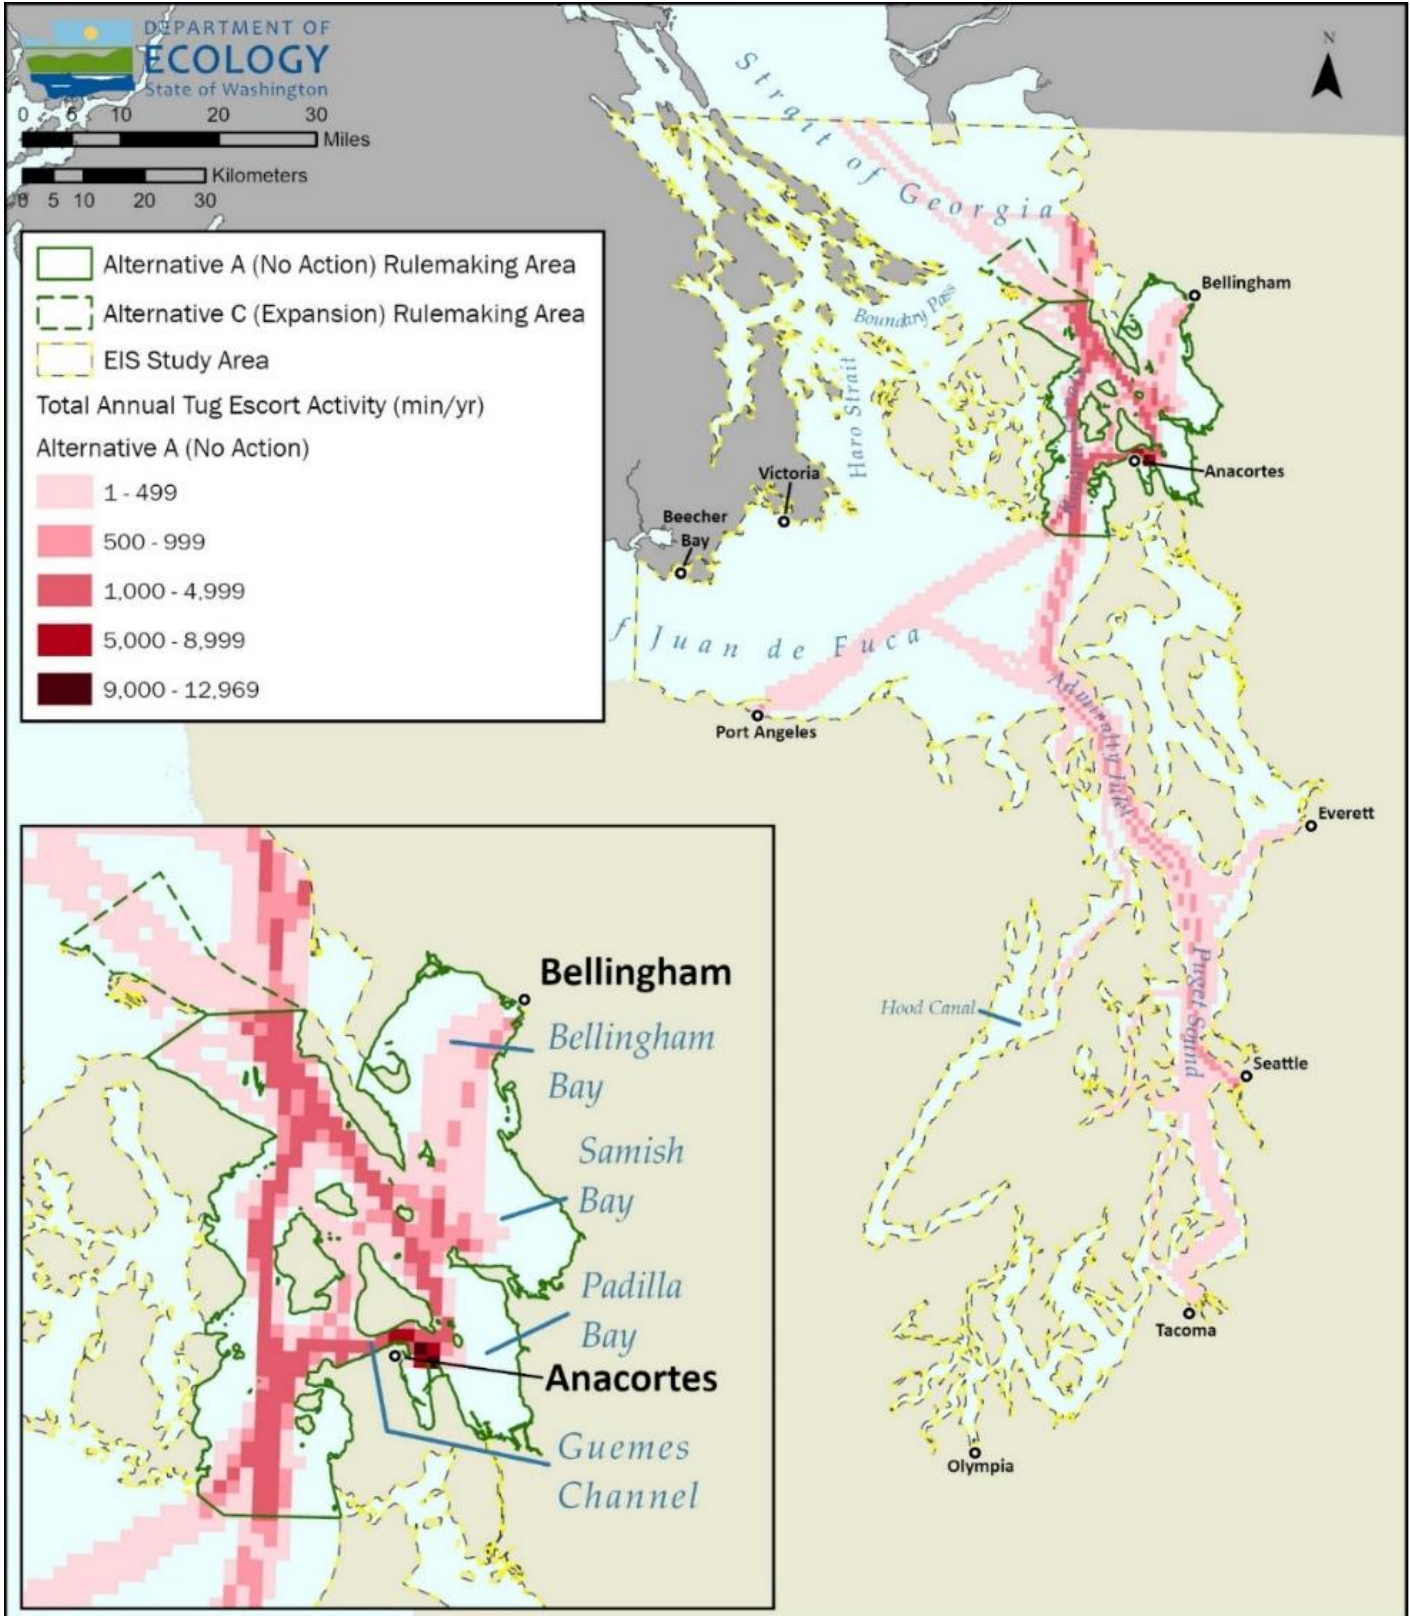 DEPARTMENT OF
ECOLOGY
State of Washington
0 5 10 20 30
Miles
Kilometers
0 5 10 20 30
N
Alternative A (No Action) Rulemaking Area
Alternative C (Expansion) Rulemaking Area
EIS Study Area
Total Annual Tug Escort Activity (min/yr)
Alternative A (No Action)
1 - 499
500 - 999
1,000 - 4,999
5,000 - 8,999
9,000 - 12,969
Strait of Georgia
Bellingham
Boundary Pass
Haro Strait
Anacortes
Victoria
Beecher
Bay
f Juan de Fuca
Port Angeles
Admiralty Inlet
Everett
Hood Canal
Puget Sound
Seattle
Tacoma
Olympia
Bellingham
Bellingham
Bay
Samish
Bay
Padilla
Bay
Anacortes
Guemes
Channel